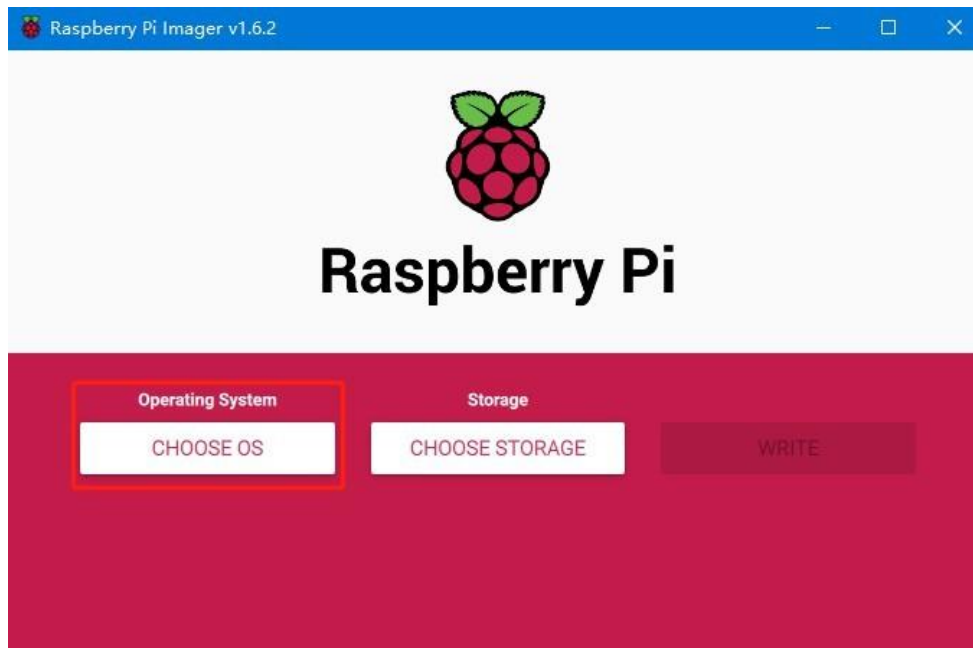 Raspberry Pi Imager v1.6.2
Raspberry Pi
Operating System
Storage
CHOOSE OS
CHOOSE STORAGE
WRITE